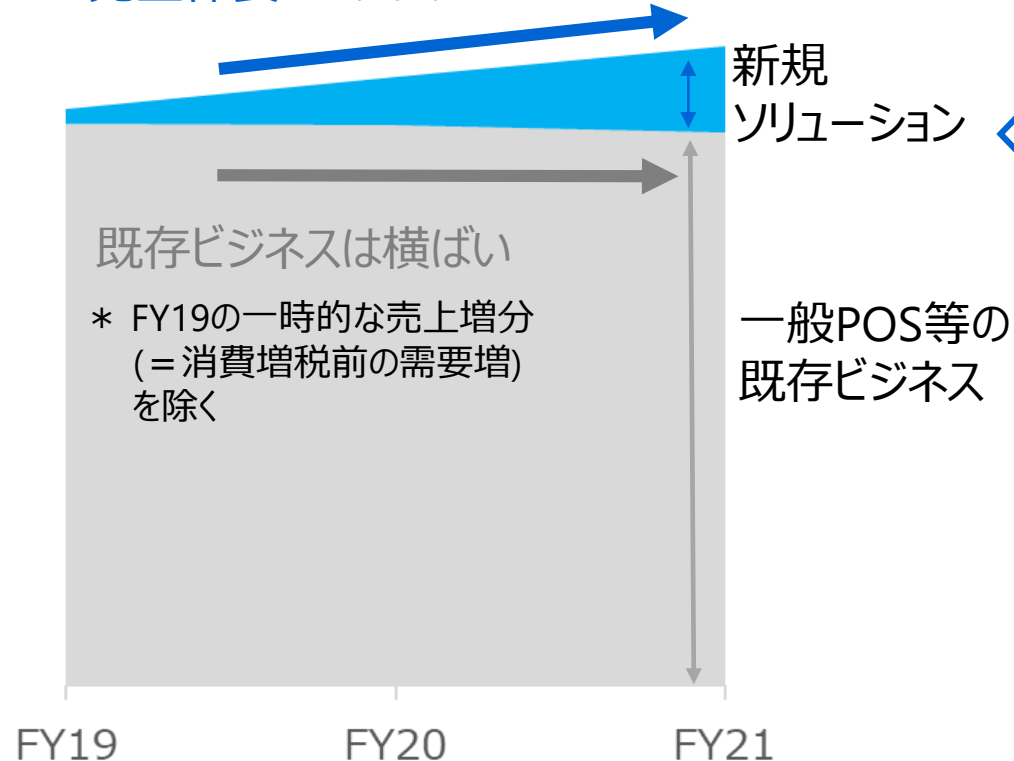 新規
ソリューション
既存ビジネスは横ばい
＊ FY19の一時的な売上増分
(＝消費増税前の需要増)
を除く
一般POS等の
既存ビジネス
FY19
FY20
FY21